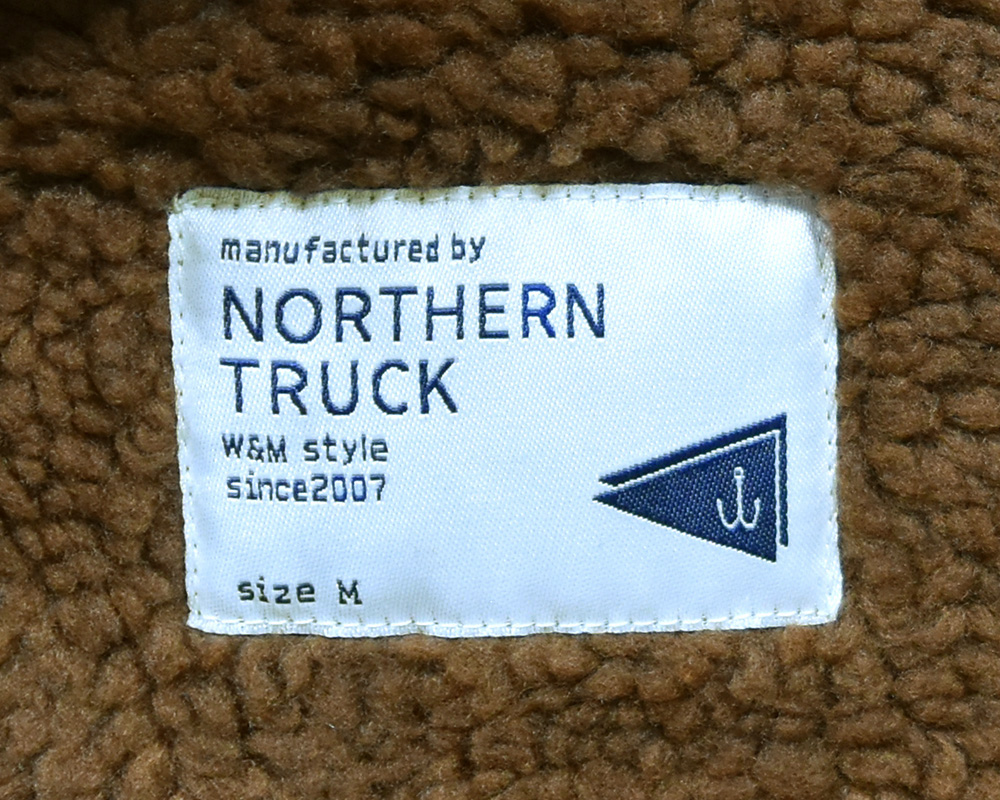 manufactured by
NORTHERN
TRUCK
W&M style
since2007
size M